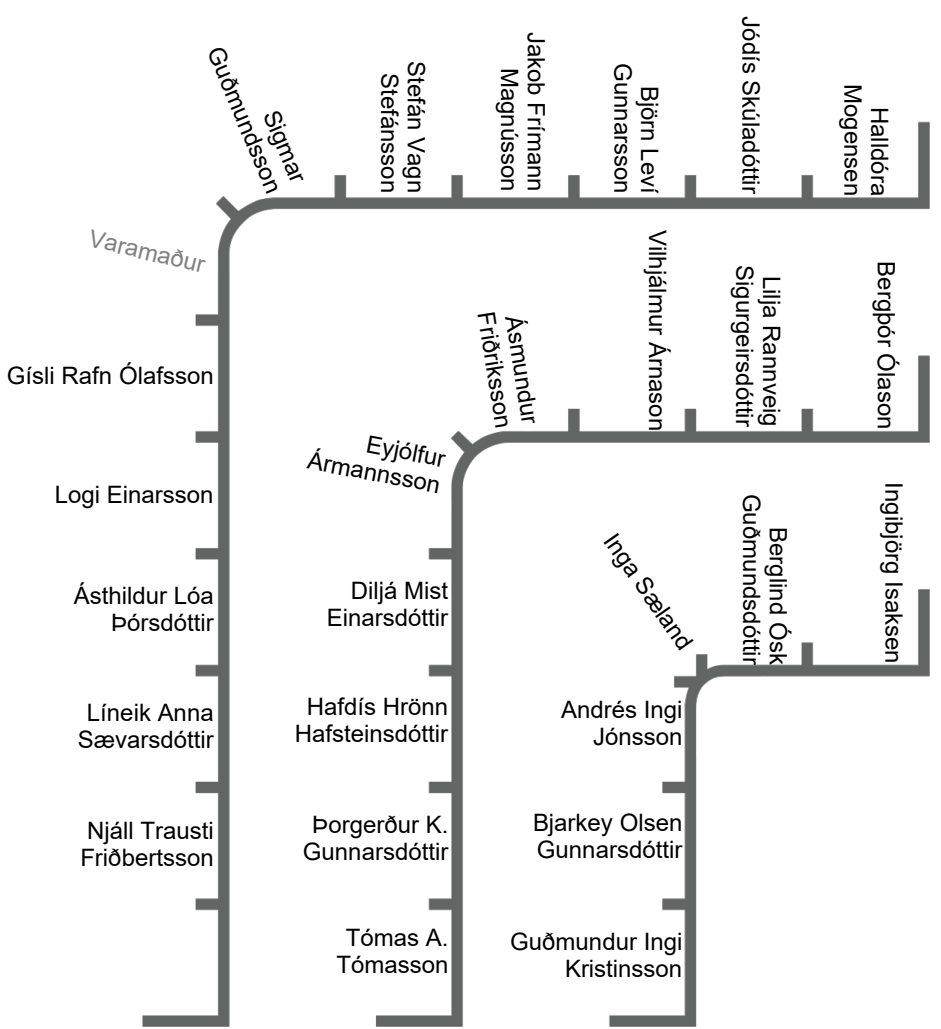 Sigmar
Guðmundsson
Stefán Vagn
Stefánsson
Jakob Frímann
Magnússon
Björn Leví
Gunnarsson
Jódís Skúladóttir
Halldóra
Mogensen
Varamaður
Gísli Rafn Ólafsson
Logi Einarsson
Ásthildur Lóa
Þórsdóttir
Líneik Anna
Sævarsdóttir
Njáll Trausti
Friðbertsson
Ásmundur
Friðriksson
Vilhjálmur Árnason
Lilja Rannveig
Sigurgeirsdóttir
Bergþór Ólason
Eyjólfur
Ármannsson
Diljá Mist
Einarsdóttir
Hafdís Hrönn
Hafsteinsdóttir
Þorgerður K.
Gunnarsdóttir
Tómas A.
Tómasson
Inga Sæland
Berglind Ósk
Guðmundsdóttir
Ingibjörg Isaksen
Andrés Ingi
Jónsson
Bjarkey Olsen
Gunnarsdóttir
Guðmundur Ingi
Kristinsson